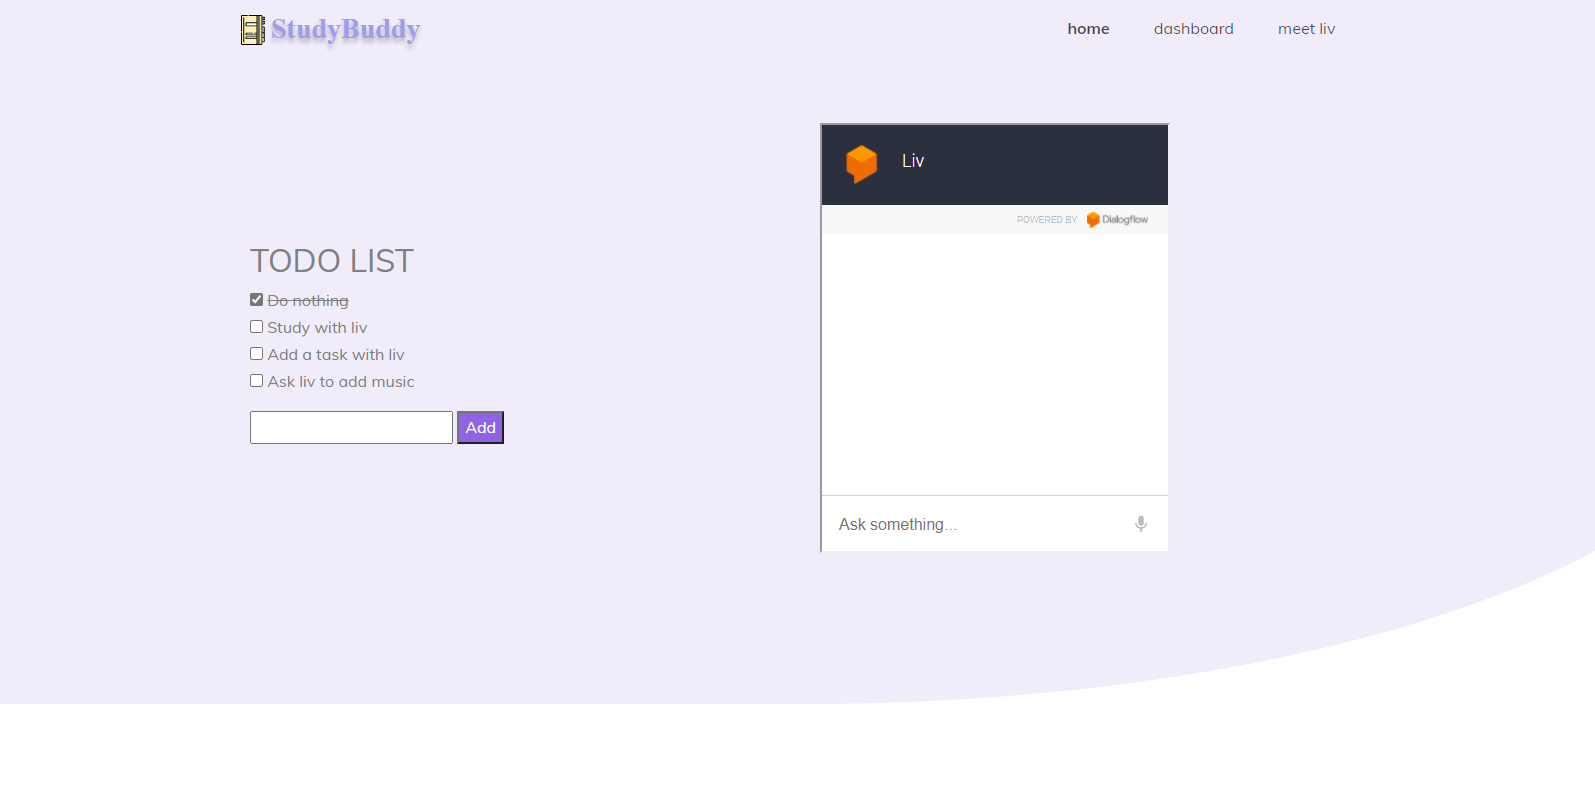 StudyBuddy
home dashboard meet liv
Liv
POWERED BY Dialogflow
TODO LIST
Do nothing
Study with liv
Add a task with liv
Ask liv to add music
Add
Ask something...